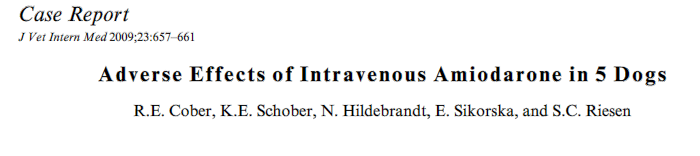 Case Report
J Vet Intern Med 2009;23:657–661
Adverse Effects of Intravenous Amiodarone in 5 Dogs
R.E. Cober, K.E. Schober, N. Hildebrandt, E. Sikorska, and S.C. Riesen